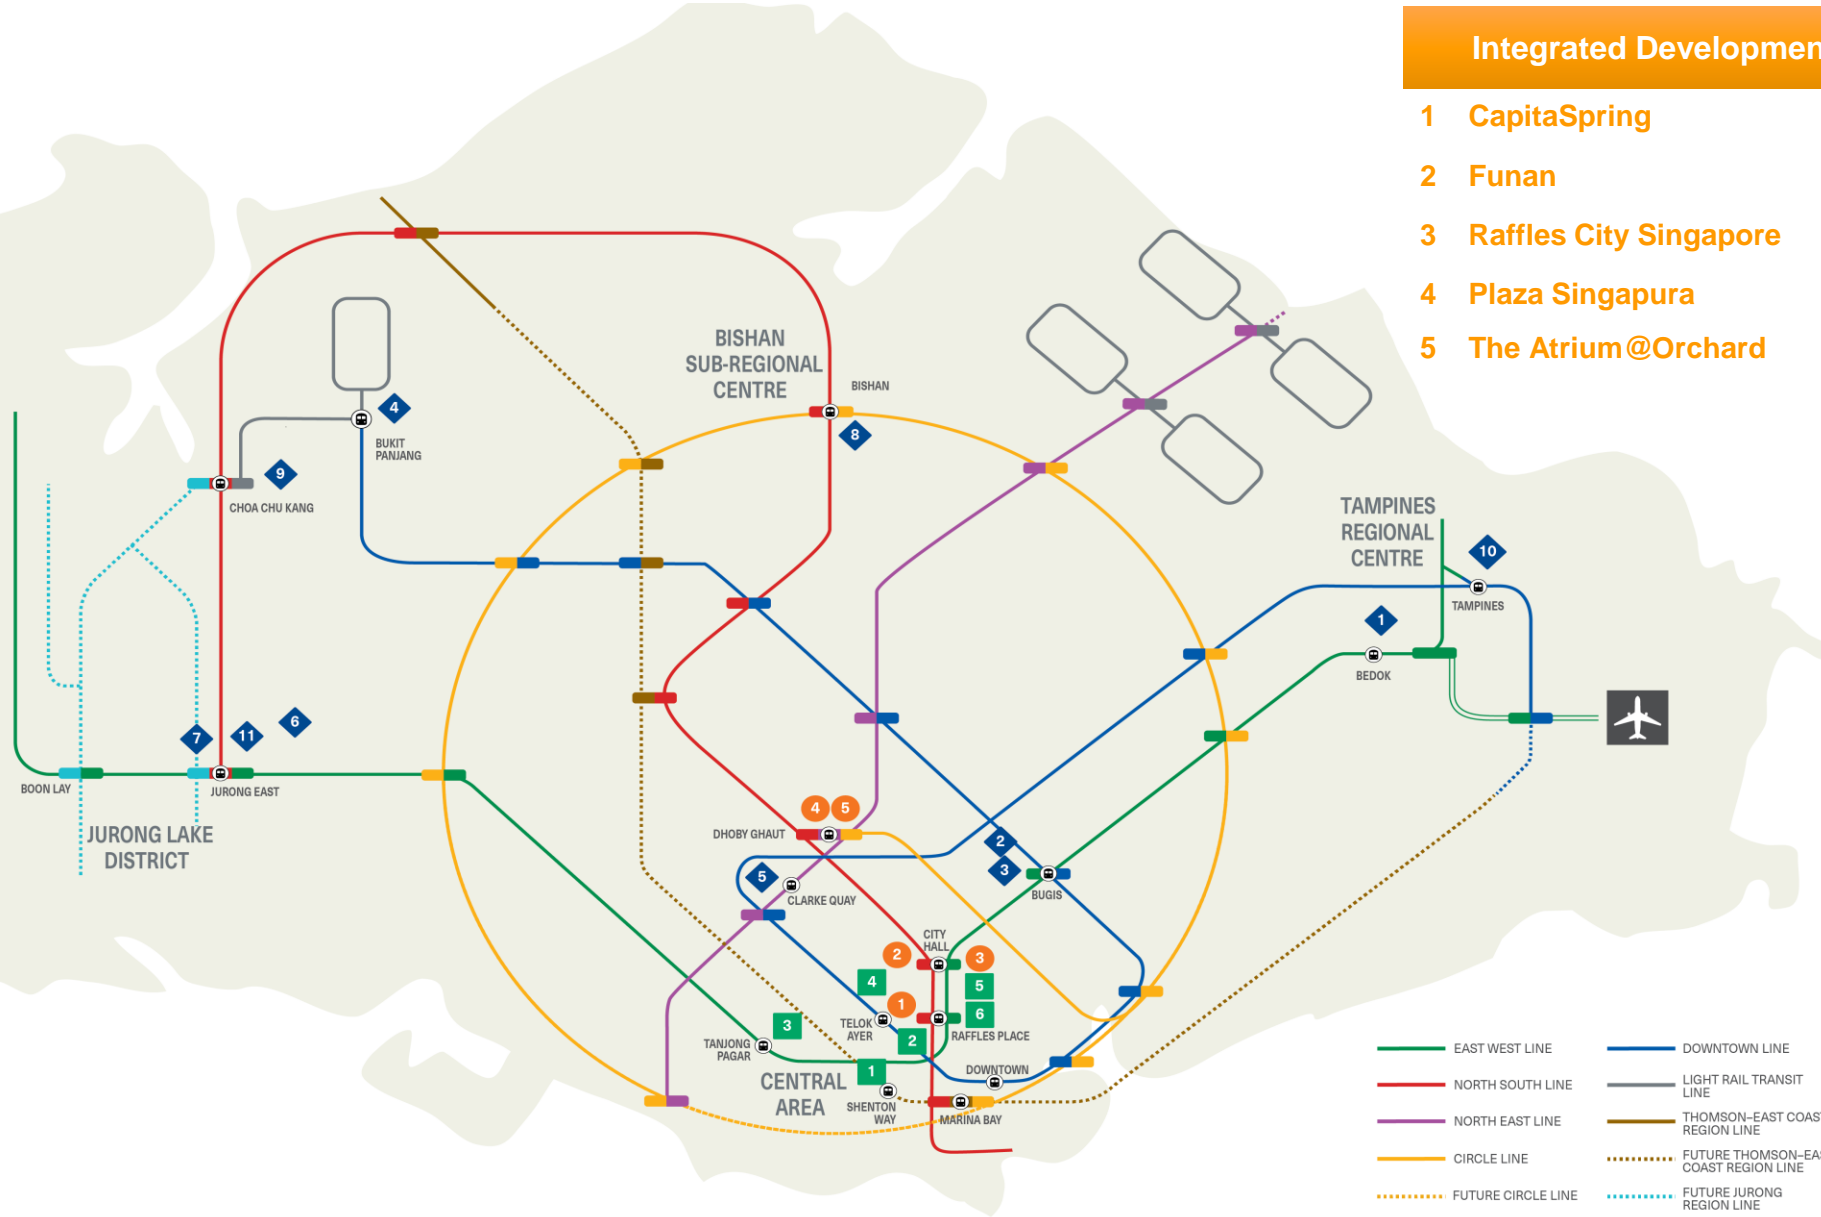 Integrated Developmen
1 CapitaSpring
2 Funan
3 Raffles City Singapore
4 Plaza Singapura
5 The Atrium@Orchard
BISHAN
SUB-REGIONAL
CENTRE
BISHAN
8
4
BUKIT
PANJANG
9
CHOA CHU KANG
TAMPINES
REGIONAL
CENTRE
10
TAMPINES
1
BEDOK
7
11
6
BOON LAY
JURONG EAST
JURONG LAKE
DISTRICT
4
5
DHOBY GHAUT
2
3
BUGIS
5
CLARKE QUAY
CITY
HALL
2
3
4
5
1
6
TELOK
AYER
RAFFLES PLACE
3
2
TANJONG
PAGAR
1
DOWNTOWN
CENTRAL
AREA
SHENTON
WAY
MARINA BAY
EAST WEST LINE
NORTH SOUTH LINE
NORTH EAST LINE
CIRCLE LINE
FUTURE CIRCLE LINE
DOWNTOWN LINE
LIGHT RAIL TRANSIT
LINE
THOMSON–EAST COAS
REGION LINE
FUTURE THOMSON–EAS
COAST REGION LINE
FUTURE JURONG
REGION LINE